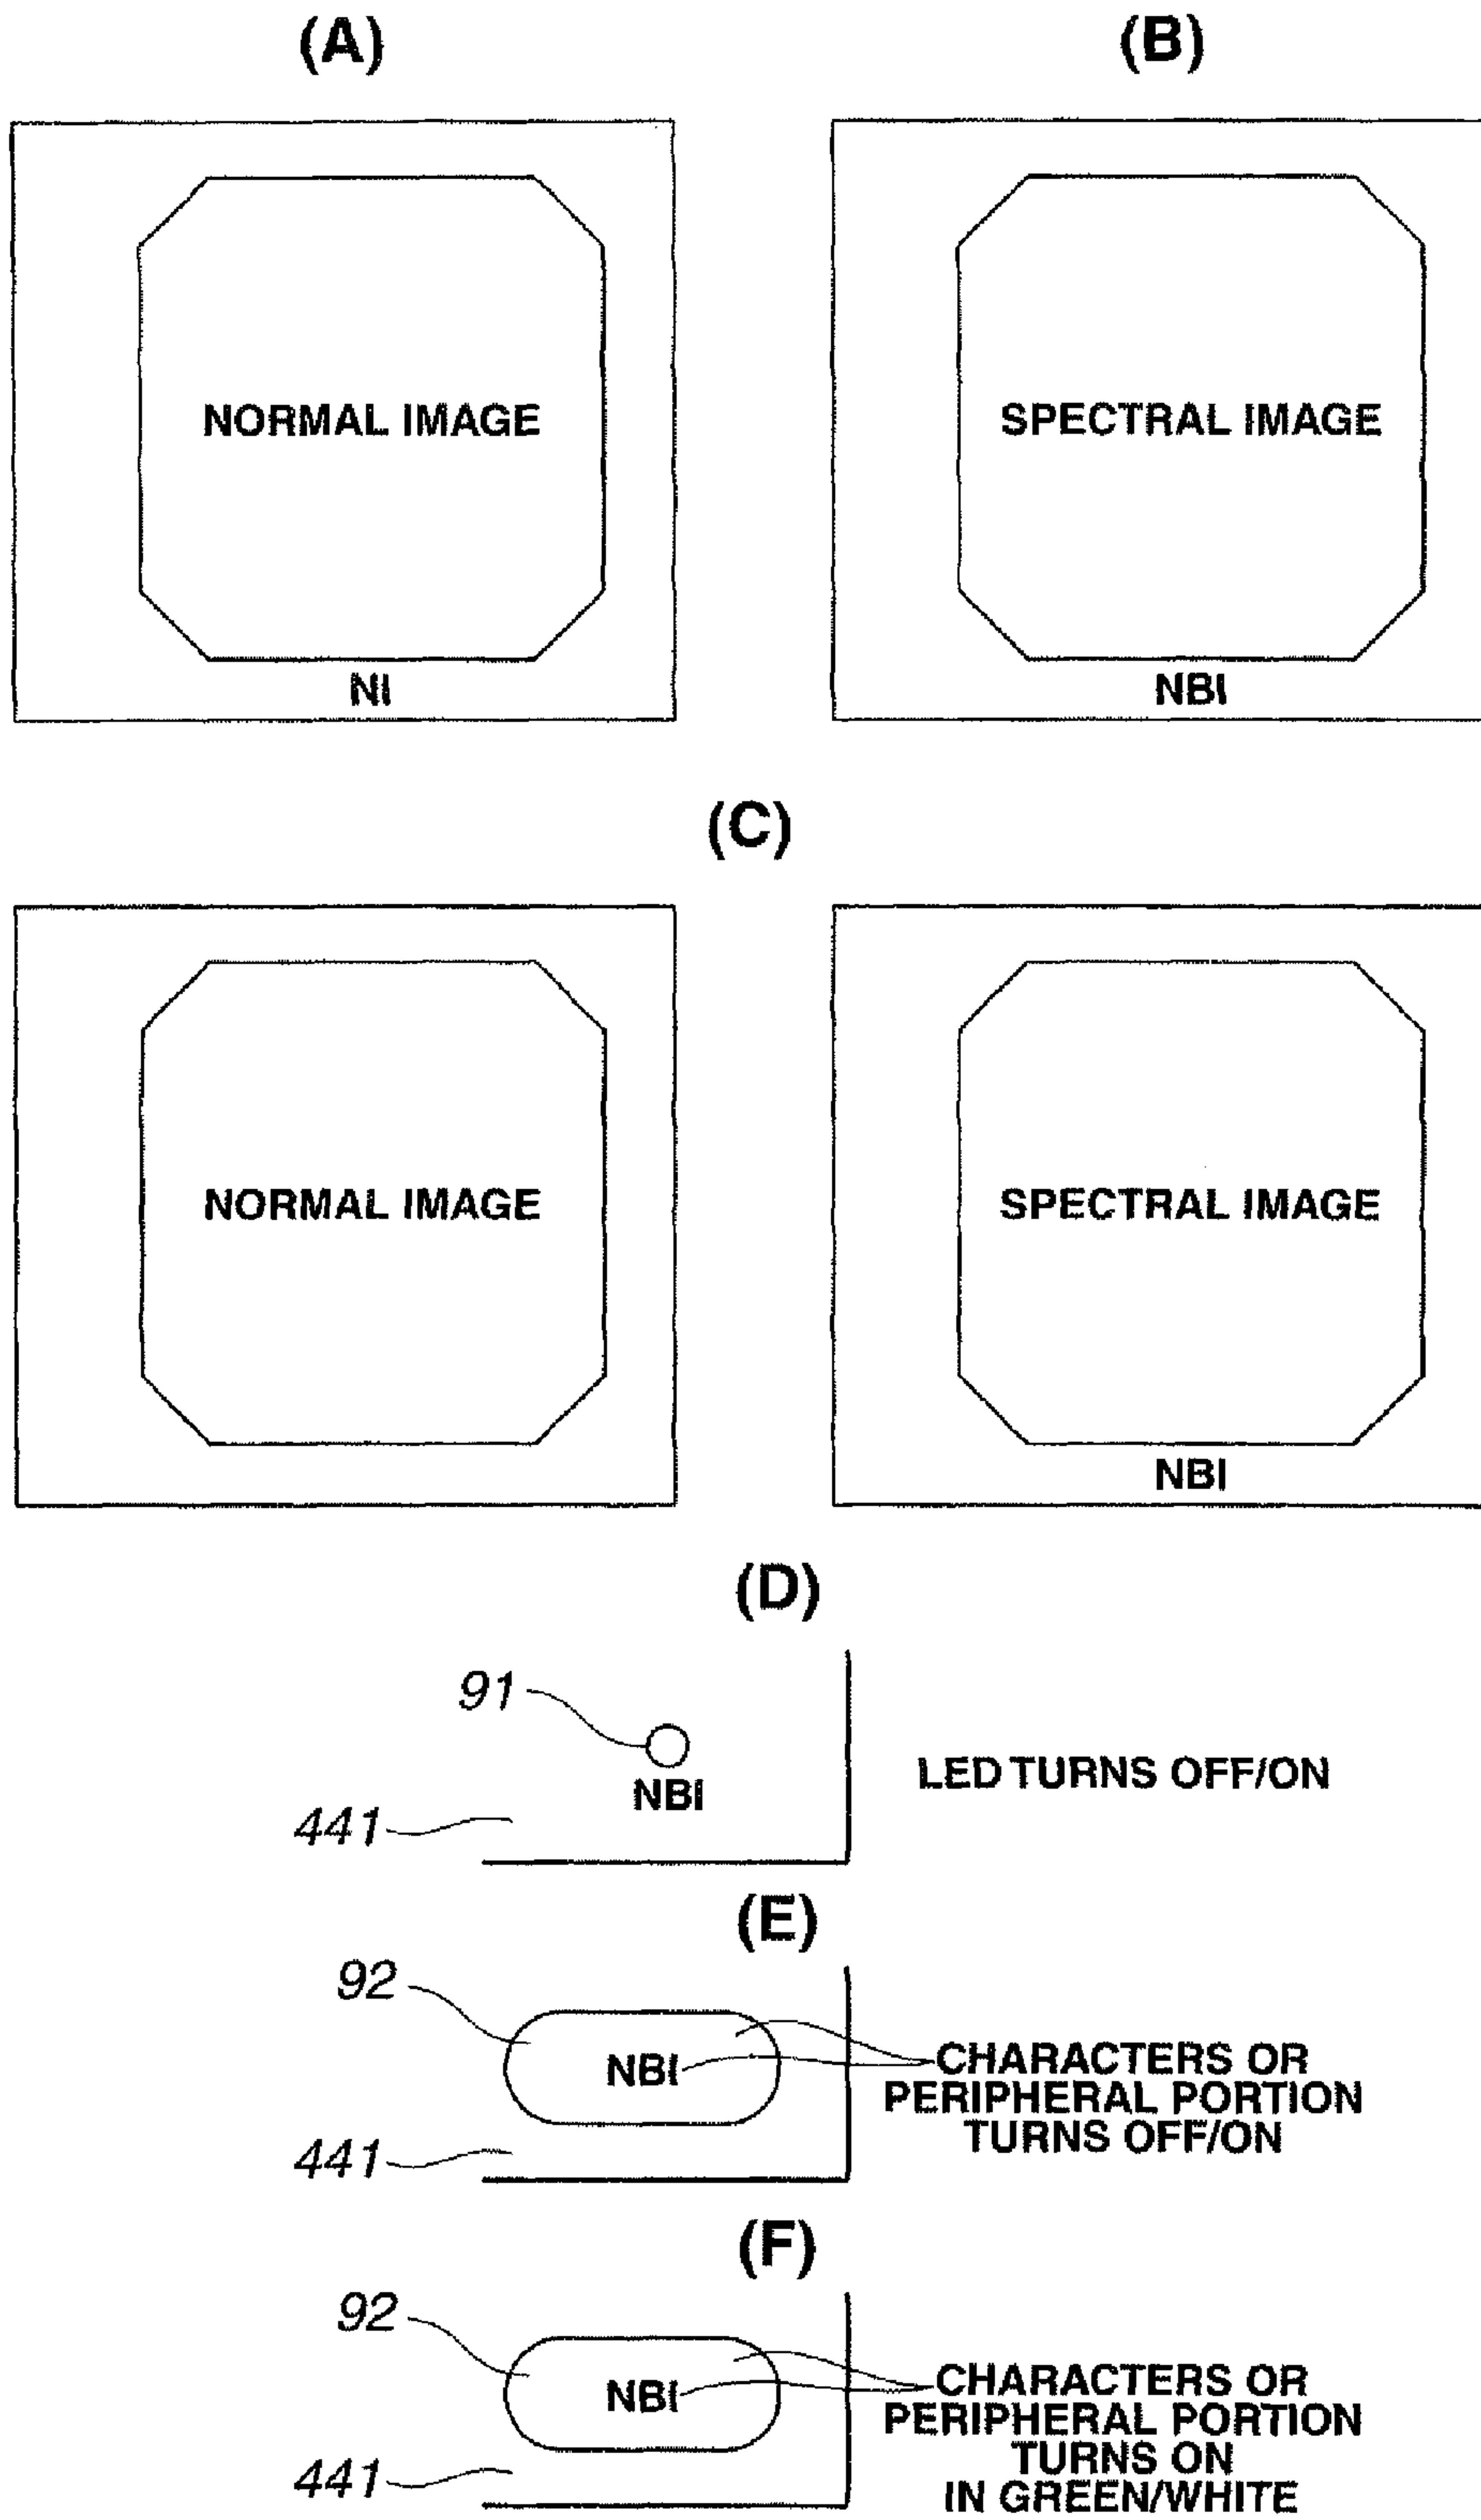 (A)
(B)
NORMAL IMAGE
NI
SPECTRAL IMAGE
NBI
(C)
NORMAL IMAGE
SPECTRAL IMAGE
NBI
(D)
91
NBI
441
LED TURNS OFF/ON
(E)
92
NBI
441
CHARACTERS OR
PERIPHERAL PORTION
TURNS OFF/ON
(F)
92
NBI
441
CHARACTERS OR
PERIPHERAL PORTION
TURNS ON
IN GREEN/WHITE